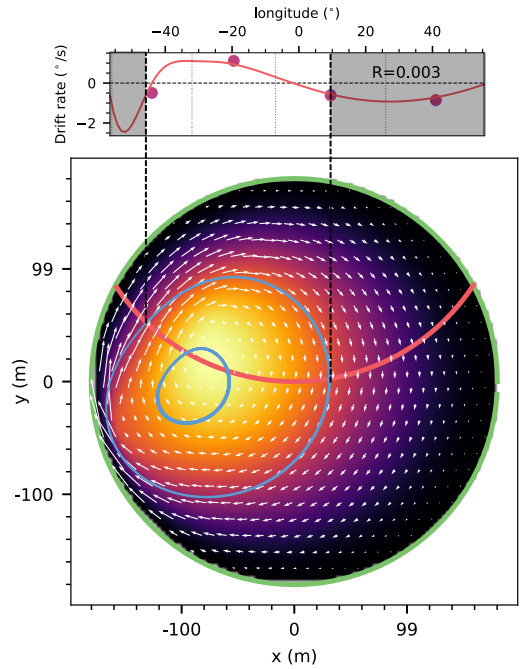 longitude (°)
-40 -20 0 20 40
Drift rate (°/s)
0
-2
R=0.003
y (m)
99
0
-100
-100 0 99
x (m)